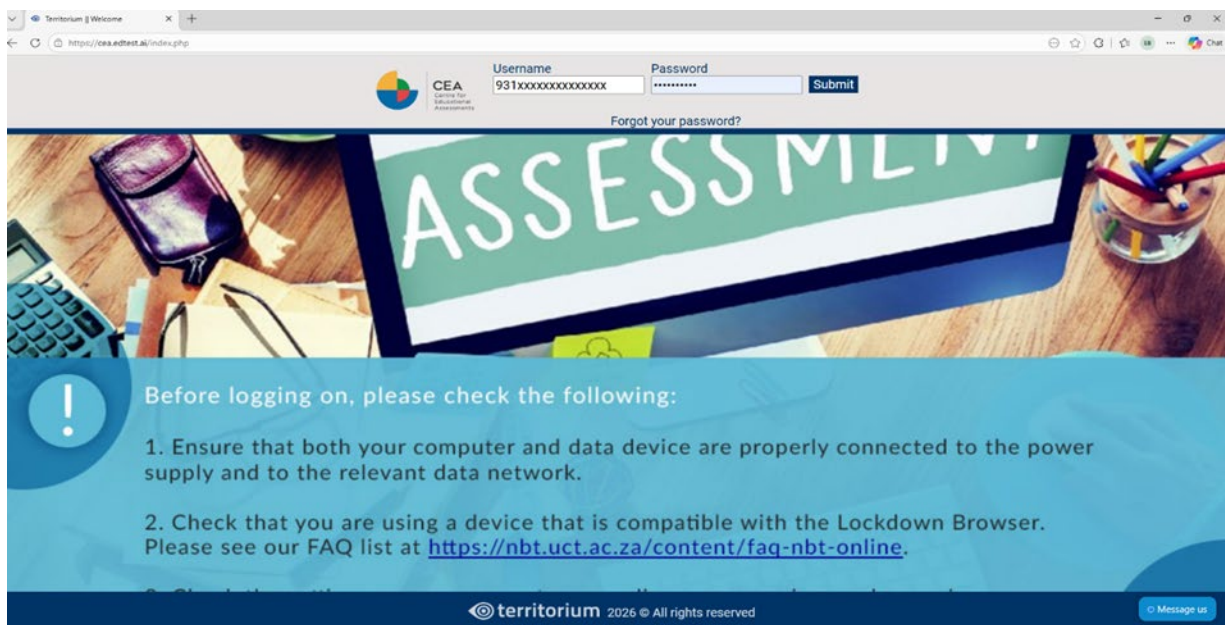 Territorium || Welcome
https://cea.edtest.ai/index.php
Chat
CEA
Centre for
Educational
Assessments
Username
Password
931xxxxxxxxxxxxxx
••••••••••
Submit
Forgot your password?
ASSESSMENT
Before logging on, please check the following:
1. Ensure that both your computer and data device are properly connected to the power
supply and to the relevant data network.
2. Check that you are using a device that is compatible with the Lockdown Browser.
Please see our FAQ list at https://nbt.uct.ac.za/content/faq-nbt-online.
territorium 2026 © All rights reserved
Message us